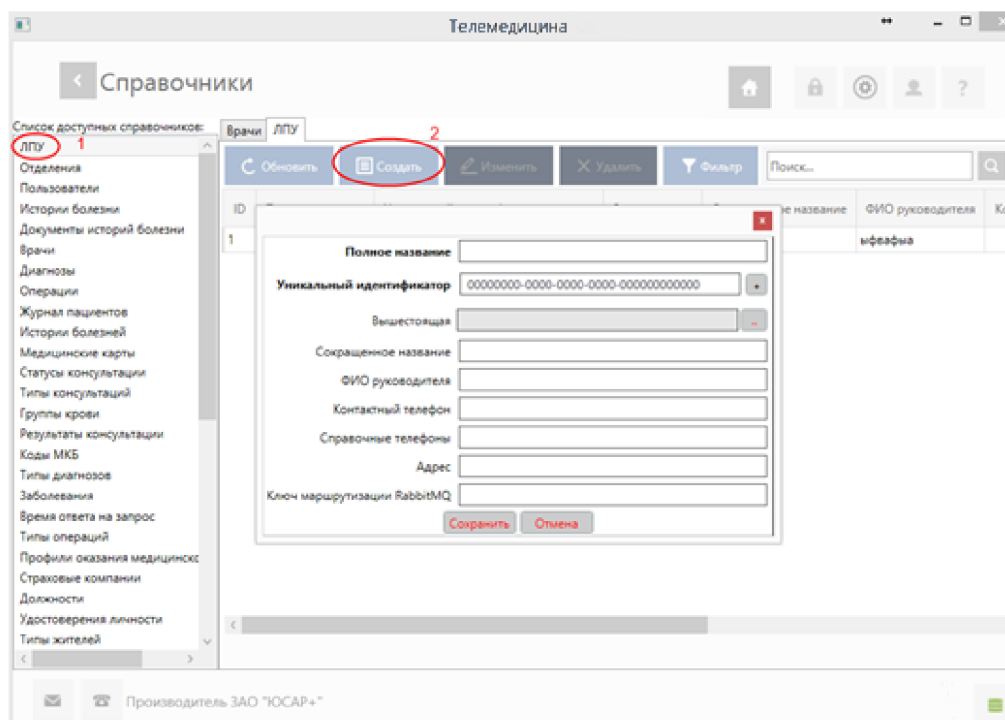 Телемедицина
Справочники
Список доступных справочников:
1
ЛПУ
Отделения
Пользователи
Истории болезни
Документы историй болезни
Врачи
Диагнозы
Операции
Журнал пациентов
Истории болезней
Медицинские карты
Статусы консультации
Типы консультаций
Группы крови
Результаты консультации
Коды МКБ
Типы диагнозов
Заболевания
Время ответа на запрос
Типы операций
Профили оказания медицинско
Страховые компании
Должности
Удостоверения личности
Типы жителей
Врачи ЛПУ
2
Обновить Создать Изменить Удалить Фильтр Поиск...
ID ое название ФИО руководителя Ко
1 ыфвафыа
x
Полное название
Уникальный идентификатор 00000000-0000-0000-0000-000000000000
Вышестоящая ..
Сокращенное название
ФИО руководителя
Контактный телефон
Справочные телефоны
Адрес
Ключ маршрутизации RabbitMQ
Сохранить Отмена
Производитель ЗАО "ЮСАР+"